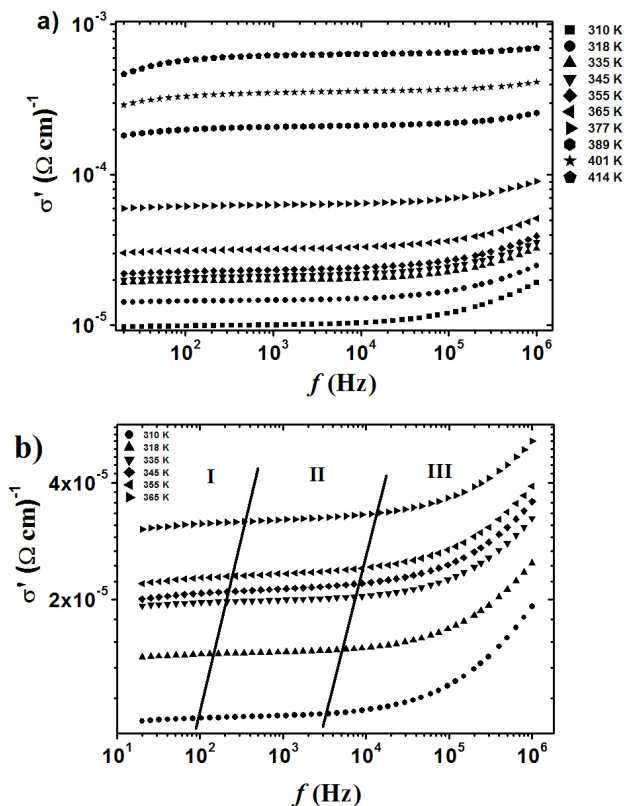 a)
10⁻³
10⁻⁴
10⁻⁵
σ' (Ω cm)⁻¹
10² 10³ 10⁴ 10⁵ 10⁶
f (Hz)
310 K
318 K
335 K
345 K
355 K
365 K
377 K
389 K
401 K
414 K
b)
310 K
318 K
335 K
345 K
355 K
365 K
I II III
4x10⁻⁵
2x10⁻⁵
σ' (Ω cm)⁻¹
10¹ 10² 10³ 10⁴ 10⁵ 10⁶
f (Hz)